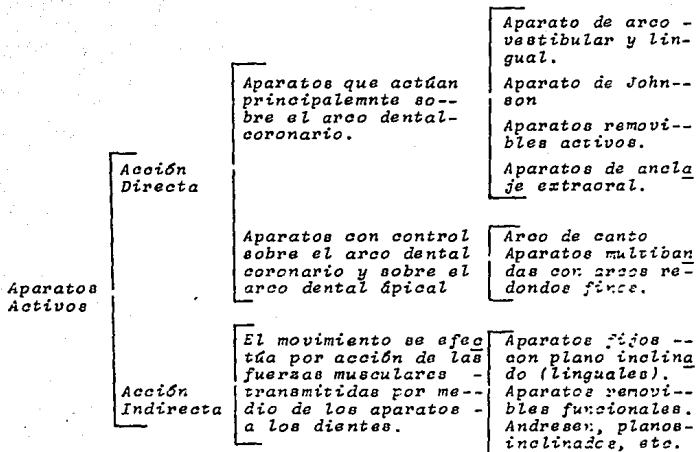 Aparatos
Activos
Acción
Directa
Aparatos que actúan
principalemnte so--
bre el arco dental-
coronario.
Aparato de arco -
vestibular y lin-
gual.
Aparato de John--
son
Aparatos removi--
bles activos.
Aparatos de ancla
je extraoral.
Aparatos con control
sobre el arco dental
coronario y sobre el
arco dental ápical
Arco de canto
Aparatos multiban
das con arcos re-
dondos finos.
Acción
Indirecta
El movimiento se efec
túa por acción de las
fuerzas musculares -
transmitidas por me--
dio de los aparatos -
a los dientes.
Aparatos fijos --
con plano inclina
do (linguales).
Aparatos removi--
bles funcionales.
Andresen, planos-
inclinados, etc.